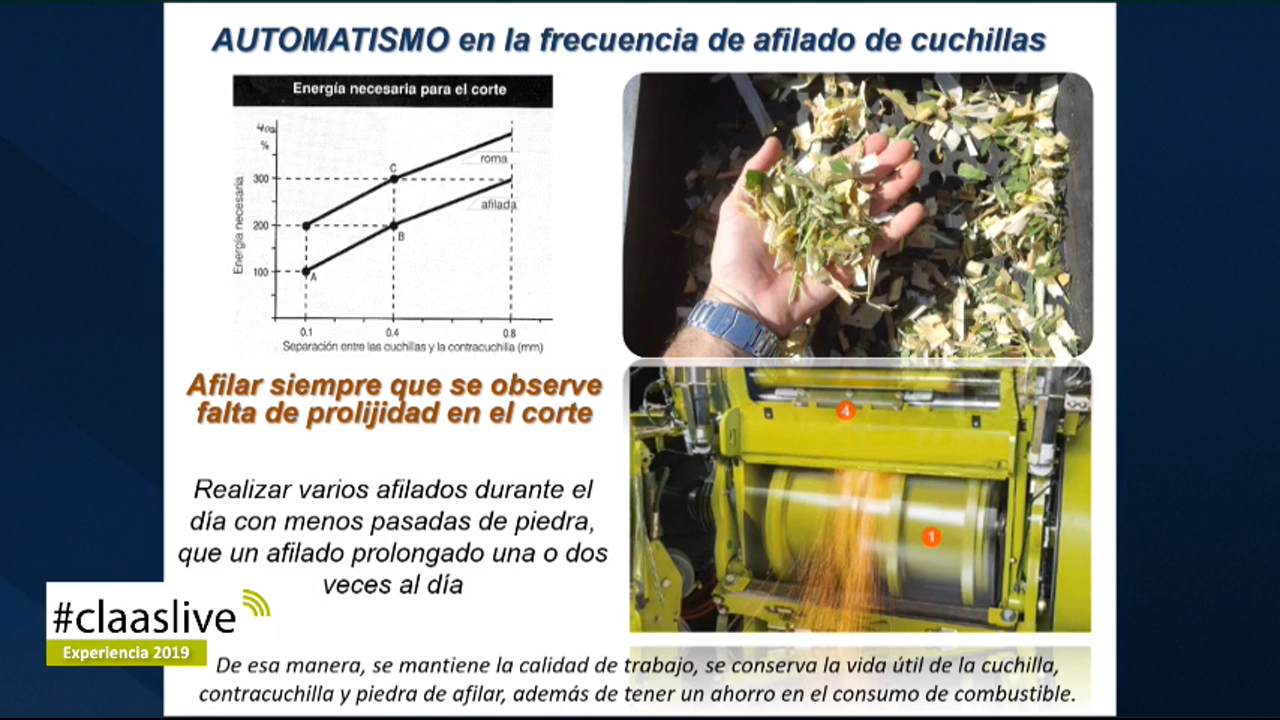 AUTOMATISMO en la frecuencia de afilado de cuchillas
Energía necesaria para el corte
400
%
300
200
100
Energía necesaria
roma
afilada
C
B
A
0.1
0.4
0.8
Separación entre las cuchillas y la contracuchilla (mm)
4
1
Afilar siempre que se observe
falta de prolijidad en el corte
Realizar varios afilados durante el
día con menos pasadas de piedra,
que un afilado prolongado una o dos
veces al día
#claaslive
Experiencia 2019
De esa manera, se mantiene la calidad de trabajo, se conserva la vida útil de la cuchilla,
contracuchilla y piedra de afilar, además de tener un ahorro en el consumo de combustible.